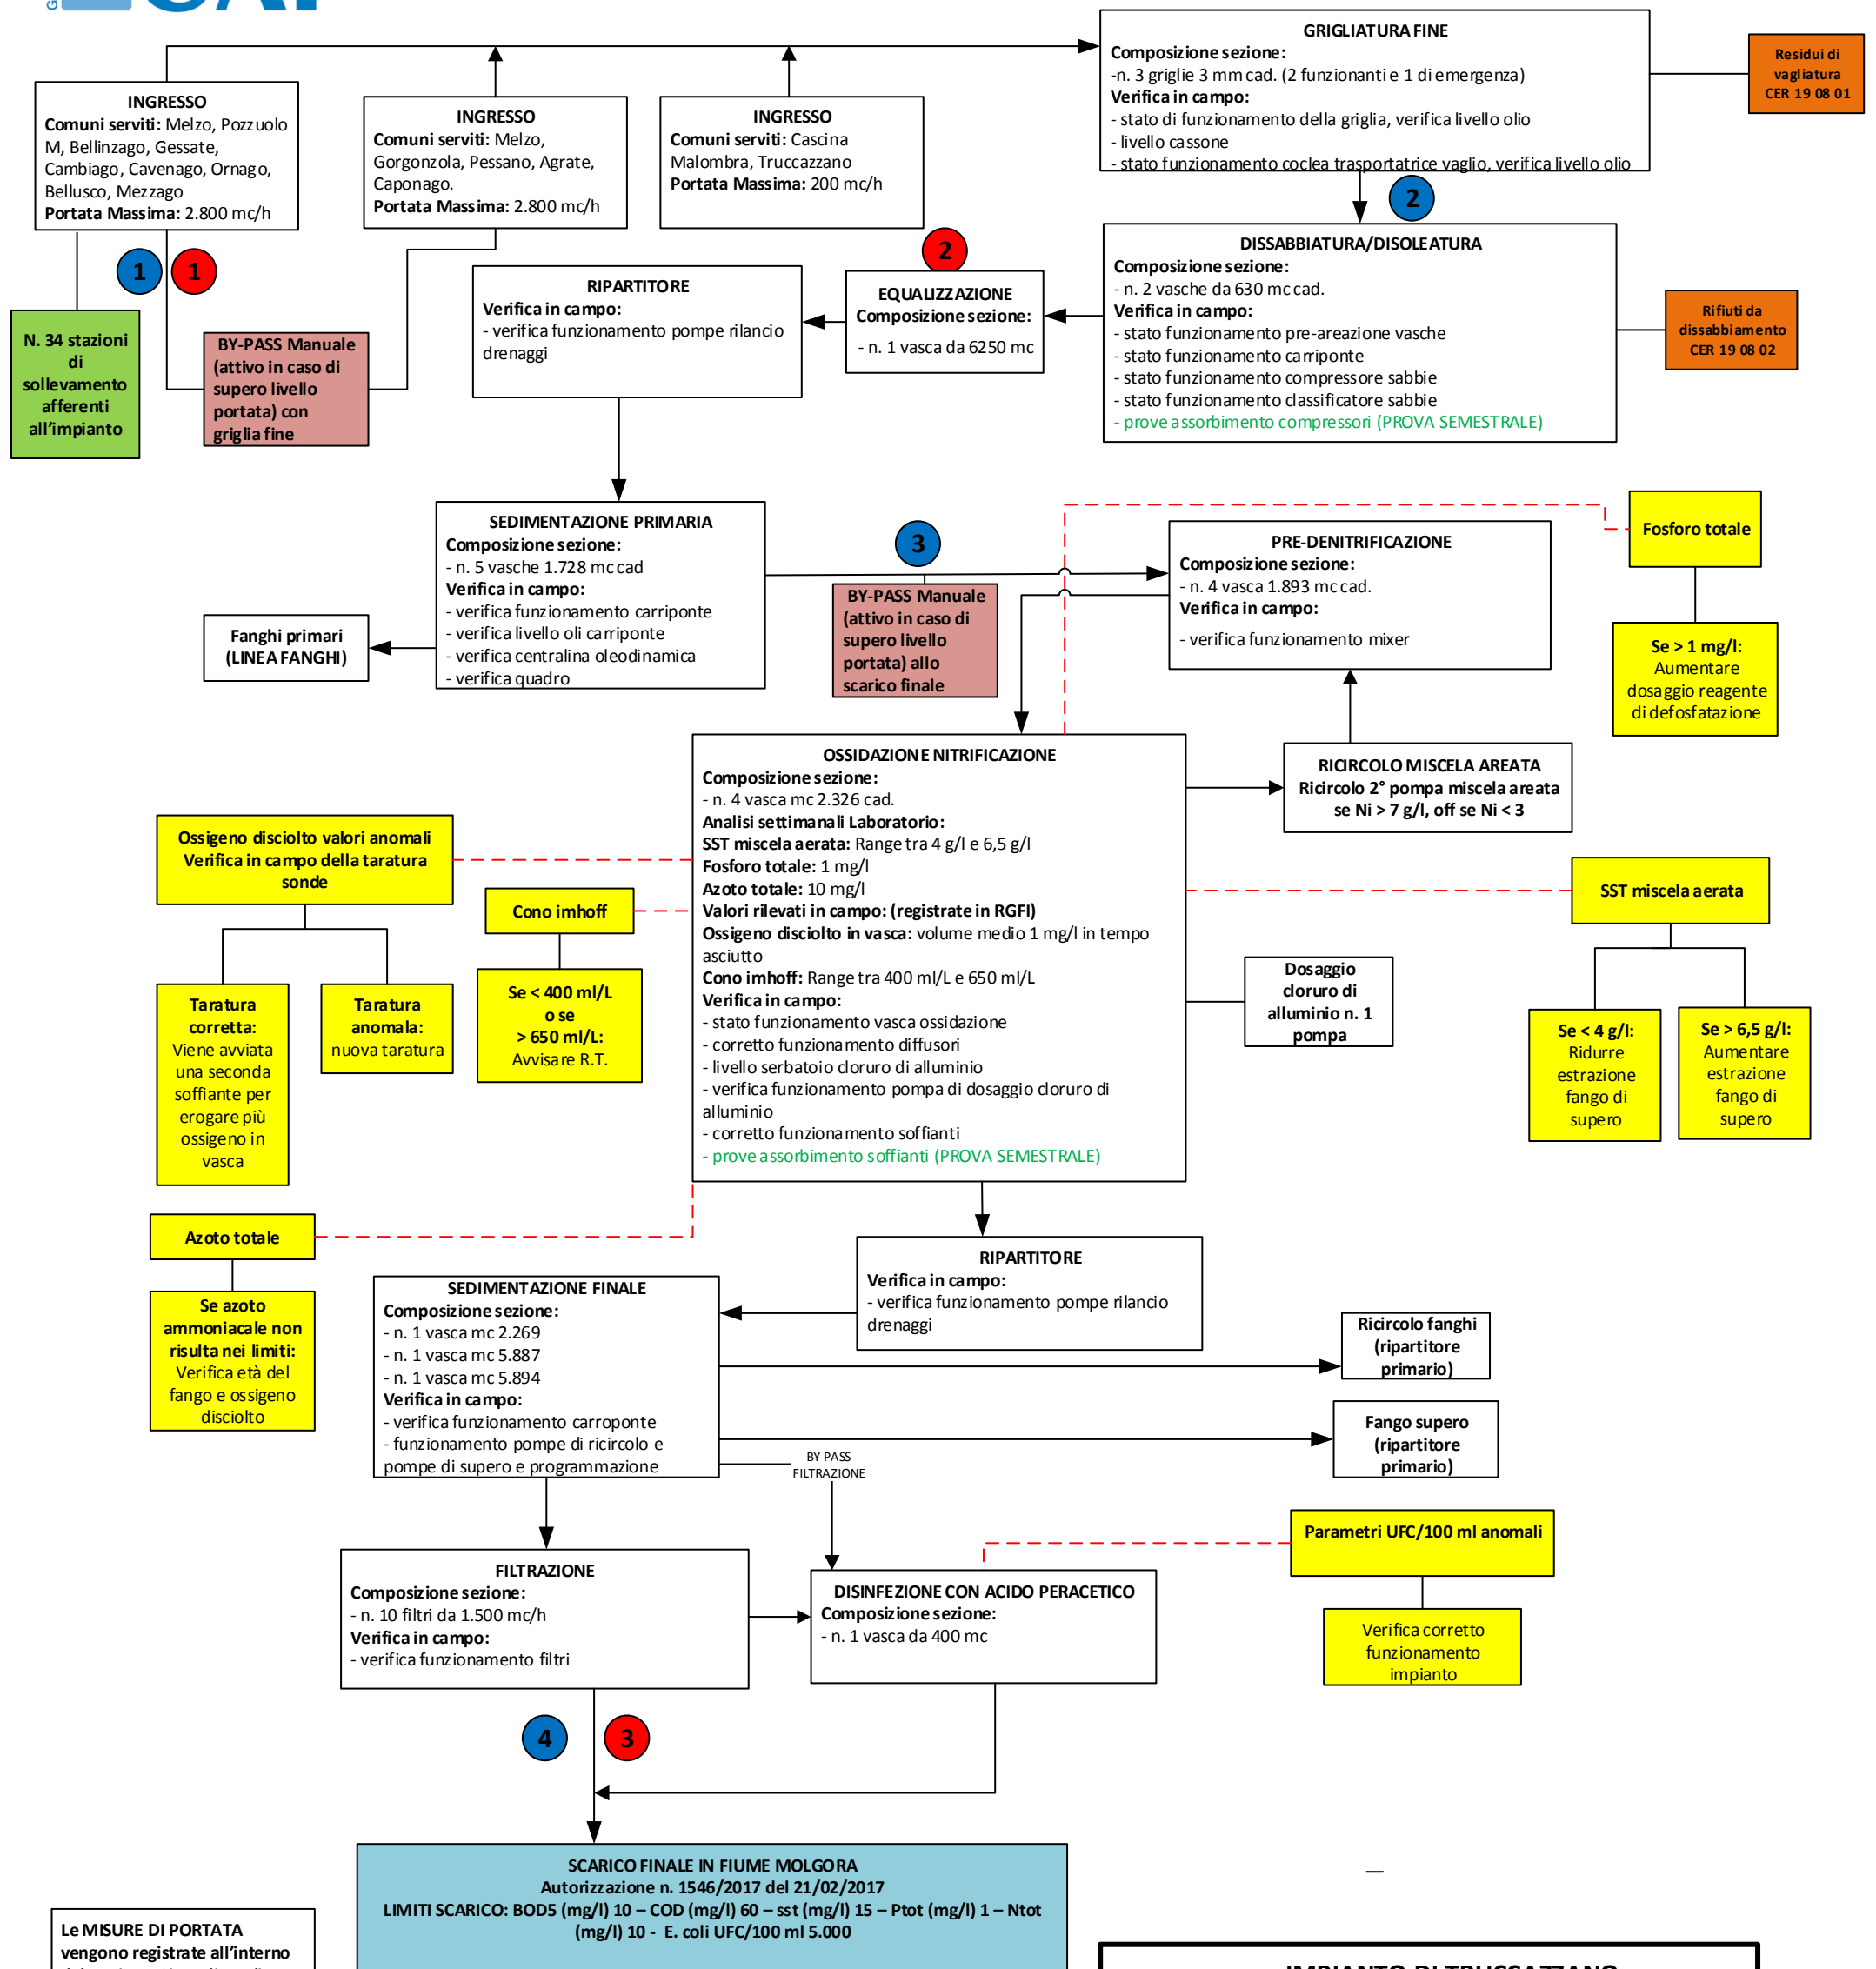 GRIGLIATURA FINE
Composizione sezione:
-n. 3 griglie 3 mm cad. (2 funzionanti e 1 di emergenza)
Verifica in campo:
- stato di funzionamento della griglia, verifica livello olio
- livello cassone
- stato funzionamento coclea trasportatrice vaglio, verifica livello olio
Residui di
vagliatura
CER 19 08 01
INGRESSO
Comuni serviti: Melzo, Pozzuolo
M, Bellinzago, Gessate,
Cambiago, Cavenago, Ornago,
Bellusco, Mezzago
Portata Massima: 2.800 mc/h
INGRESSO
Comuni serviti: Melzo,
Gorgonzola, Pessano, Agrate,
Caponago.
Portata Massima: 2.800 mc/h
INGRESSO
Comuni serviti: Cascina
Malombra, Truccazzano
Portata Massima: 200 mc/h
2
1
1
2
N. 34 stazioni
di
sollevamento
afferenti
all'impianto
BY-PASS Manuale
(attivo in caso di
supero livello
portata) con
griglia fine
RIPARTITORE
Verifica in campo:
- verifica funzionamento pompe rilancio
drenaggi
EQUALIZZAZIONE
Composizione sezione:
- n. 1 vasca da 6250 mc
DISSABBIATURA/DISOLEATURA
Composizione sezione:
- n. 2 vasche da 630 mc cad.
Verifica in campo:
- stato funzionamento pre-areazione vasche
- stato funzionamento carriponte
- stato funzionamento compressore sabbie
- stato funzionamento classificatore sabbie
- prove assorbimento compressori (PROVA SEMESTRALE)
Rifiuti da
dissabbiamento
CER 19 08 02
SEDIMENTAZIONE PRIMARIA
Composizione sezione:
- n. 5 vasche 1.728 mc cad
Verifica in campo:
- verifica funzionamento carriponte
- verifica livello oli carriponte
- verifica centralina oleodinamica
- verifica quadro
Fanghi primari
(LINEA FANGHI)
3
BY-PASS Manuale
(attivo in caso di
supero livello
portata) allo
scarico finale
PRE-DENITRIFICAZIONE
Composizione sezione:
- n. 4 vasca 1.893 mc cad.
Verifica in campo:
- verifica funzionamento mixer
Fosforo totale
Se > 1 mg/l:
Aumentare
dosaggio reagente
di defosfatazione
OSSIDAZIONE NITRIFICAZIONE
Composizione sezione:
- n. 4 vasca mc 2.326 cad.
Analisi settimanali Laboratorio:
SST miscela aerata: Range tra 4 g/l e 6,5 g/l
Fosforo totale: 1 mg/l
Azoto totale: 10 mg/l
Valori rilevati in campo: (registrate in RGFI)
Ossigeno disciolto in vasca: volume medio 1 mg/l in tempo
asciutto
Cono imhoff: Range tra 400 ml/L e 650 ml/L
Verifica in campo:
- stato funzionamento vasca ossidazione
- corretto funzionamento diffusori
- livello serbatoio cloruro di alluminio
- verifica funzionamento pompa di dosaggio cloruro di
alluminio
- corretto funzionamento soffianti
- prove assorbimento soffianti (PROVA SEMESTRALE)
RICIRCOLO MISCELA AREATA
Ricircolo 2° pompa miscela areata
se Ni > 7 g/l, off se Ni < 3
Ossigeno disciolto valori anomali
Verifica in campo della taratura
sonde
Taratura
corretta:
Viene avviata
una seconda
soffiante per
erogare più
ossigeno in
vasca
Taratura
anomala:
nuova taratura
Cono imhoff
Se < 400 ml/L
o se
> 650 ml/L:
Avvisare R.T.
SST miscela aerata
Se < 4 g/l:
Ridurre
estrazione
fango di
supero
Se > 6,5 g/l:
Aumentare
estrazione
fango di
supero
Dosaggio
cloruro di
alluminio n. 1
pompa
Azoto totale
Se azoto
ammoniacale non
risulta nei limiti:
Verifica età del
fango e ossigeno
disciolto
RIPARTITORE
Verifica in campo:
- verifica funzionamento pompe rilancio
drenaggi
SEDIMENTAZIONE FINALE
Composizione sezione:
- n. 1 vasca mc 2.269
- n. 1 vasca mc 5.887
- n. 1 vasca mc 5.894
Verifica in campo:
- verifica funzionamento carroponte
- funzionamento pompe di ricircolo e
pompe di supero e programmazione
Ricircolo fanghi
(ripartitore
primario)
Fango supero
(ripartitore
primario)
BY PASS
FILTRAZIONE
Parametri UFC/100 ml anomali
Verifica corretto
funzionamento
impianto
FILTRAZIONE
Composizione sezione:
- n. 10 filtri da 1.500 mc/h
Verifica in campo:
- verifica funzionamento filtri
DISINFEZIONE CON ACIDO PERACETICO
Composizione sezione:
- n. 1 vasca da 400 mc
4
3
SCARICO FINALE IN FIUME MOLGORA
Autorizzazione n. 1546/2017 del 21/02/2017
LIMITI SCARICO: BOD5 (mg/l) 10 – COD (mg/l) 60 – sst (mg/l) 15 – Ptot (mg/l) 1 – Ntot
(mg/l) 10 - E. coli UFC/100 ml 5.000
Le MISURE DI PORTATA
vengono registrate all'interno
IMPIANTO DI TRUCCAZZANO